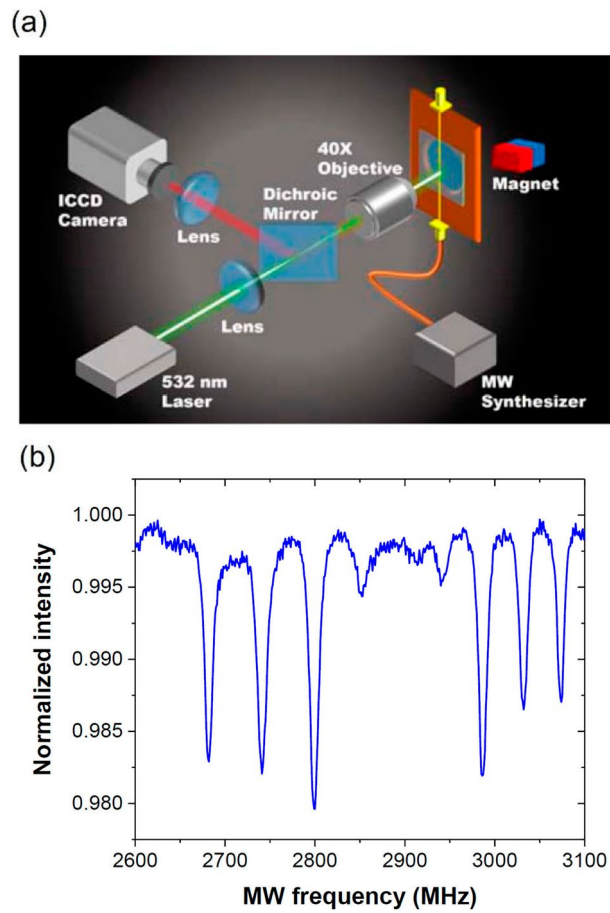 (a)
ICCD
Camera
Lens
Dichroic
Mirror
40X
Objective
Magnet
Lens
532 nm
Laser
MW
Synthesizer
(b)
Normalized intensity
1.000
0.995
0.990
0.985
0.980
2600 2700 2800 2900 3000 3100
MW frequency (MHz)